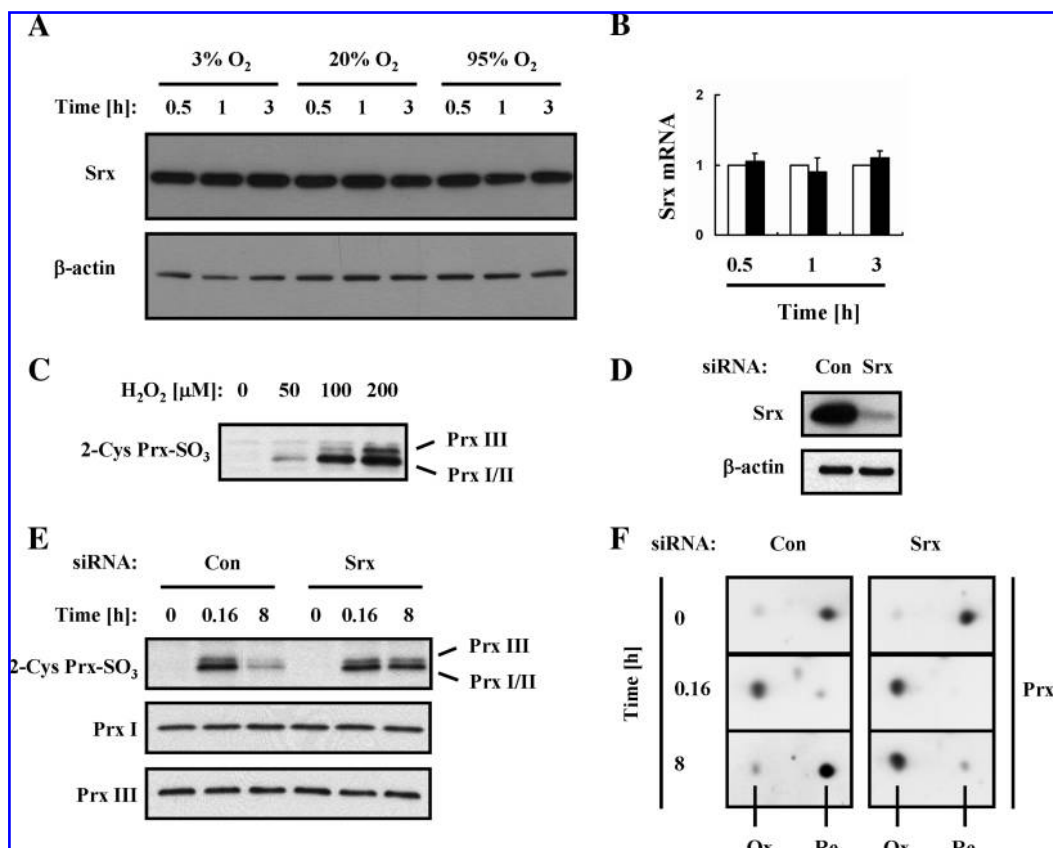 A
3% O₂ 20% O₂ 95% O₂
Time [h]: 0.5 1 3 0.5 1 3 0.5 1 3
Srx
β-actin
B
2
1
0
Srx mRNA
0.5 1 3
Time [h]
C
H₂O₂ [μM]: 0 50 100 200
2-Cys Prx-SO₃
Prx III
Prx I/II
D
siRNA: Con Srx
Srx
β-actin
E
siRNA: Con Srx
Time [h]: 0 0.16 8 0 0.16 8
2-Cys Prx-SO₃
Prx III
Prx I/II
Prx I
Prx III
F
siRNA: Con Srx
Time [h]
0
0.16
8
Prx
Ox Re Ox Re